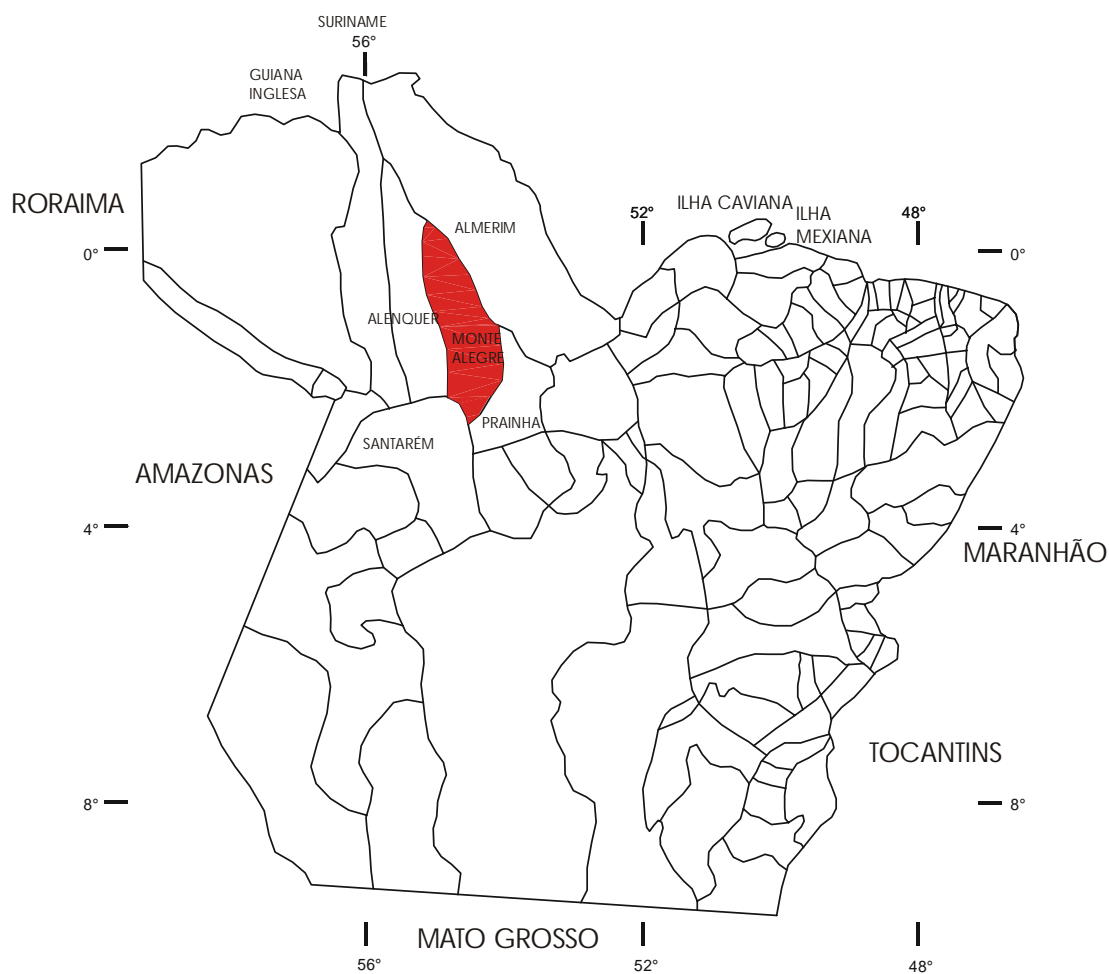 SURINAME
56°
GUIANA
INGLESA
RORAIMA
ILHA CAVIANA
52°
ILHA
MEXIANA
48°
ALMERIM
0°
0°
ALENQUER
MONTE
ALEGRE
PRAINHA
SANTARÉM
AMAZONAS
4°
4°
MARANHÃO
TOCANTINS
8°
8°
MATO GROSSO
56°
52°
48°